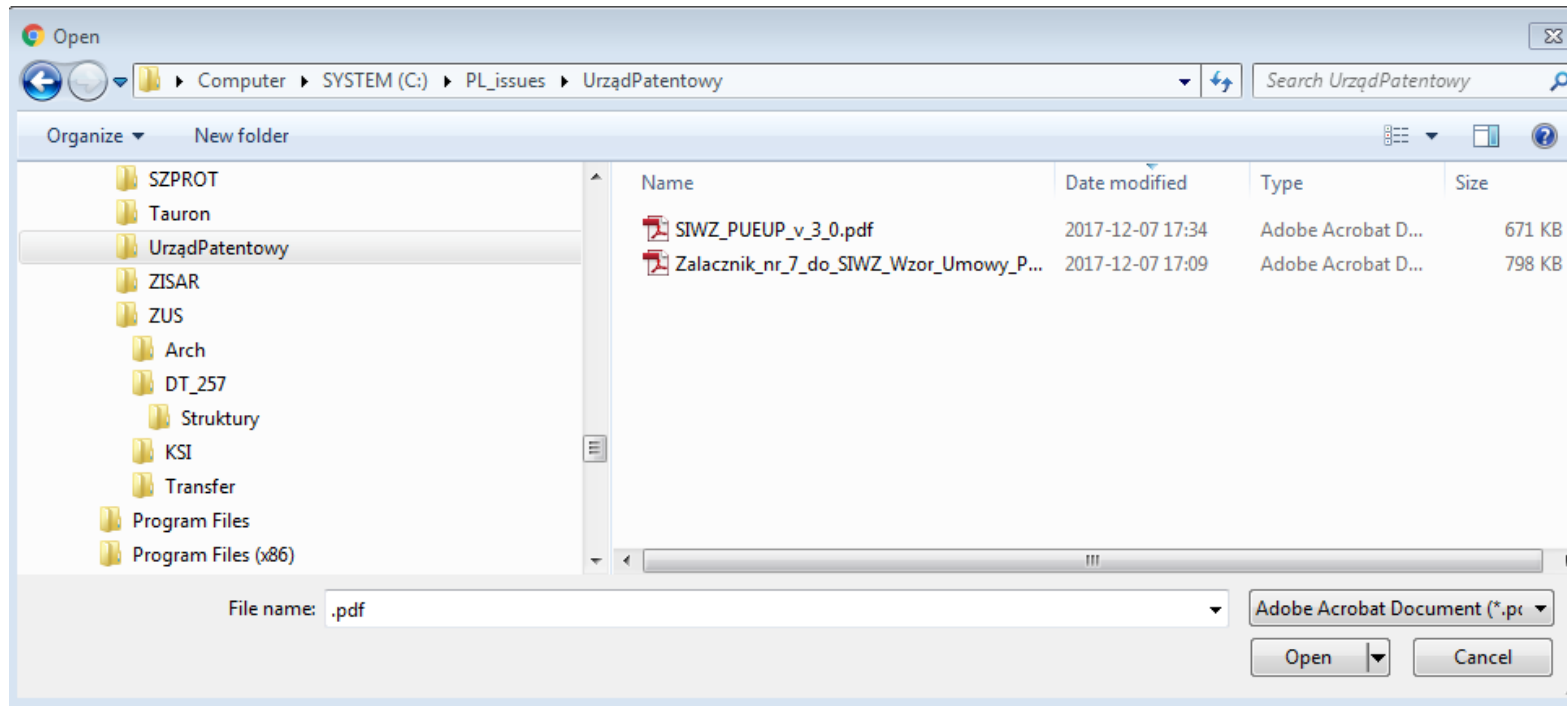 Open
Computer SYSTEM (C:) PL_issues UrządPatentowy Search UrządPatentowy
Organize New folder
SZPROT
Tauron
UrządPatentowy
ZISAR
ZUS
Arch
DT_257
Struktury
KSI
Transfer
Program Files
Program Files (x86)
Name Date modified Type Size
SIWZ_PUEUP_v_3_0.pdf 2017-12-07 17:34 Adobe Acrobat D... 671 KB
Zalacznik_nr_7_do_SIWZ_Wzor_Umowy_P... 2017-12-07 17:09 Adobe Acrobat D... 798 KB
File name: .pdf Adobe Acrobat Document (*.pd
Open Cancel